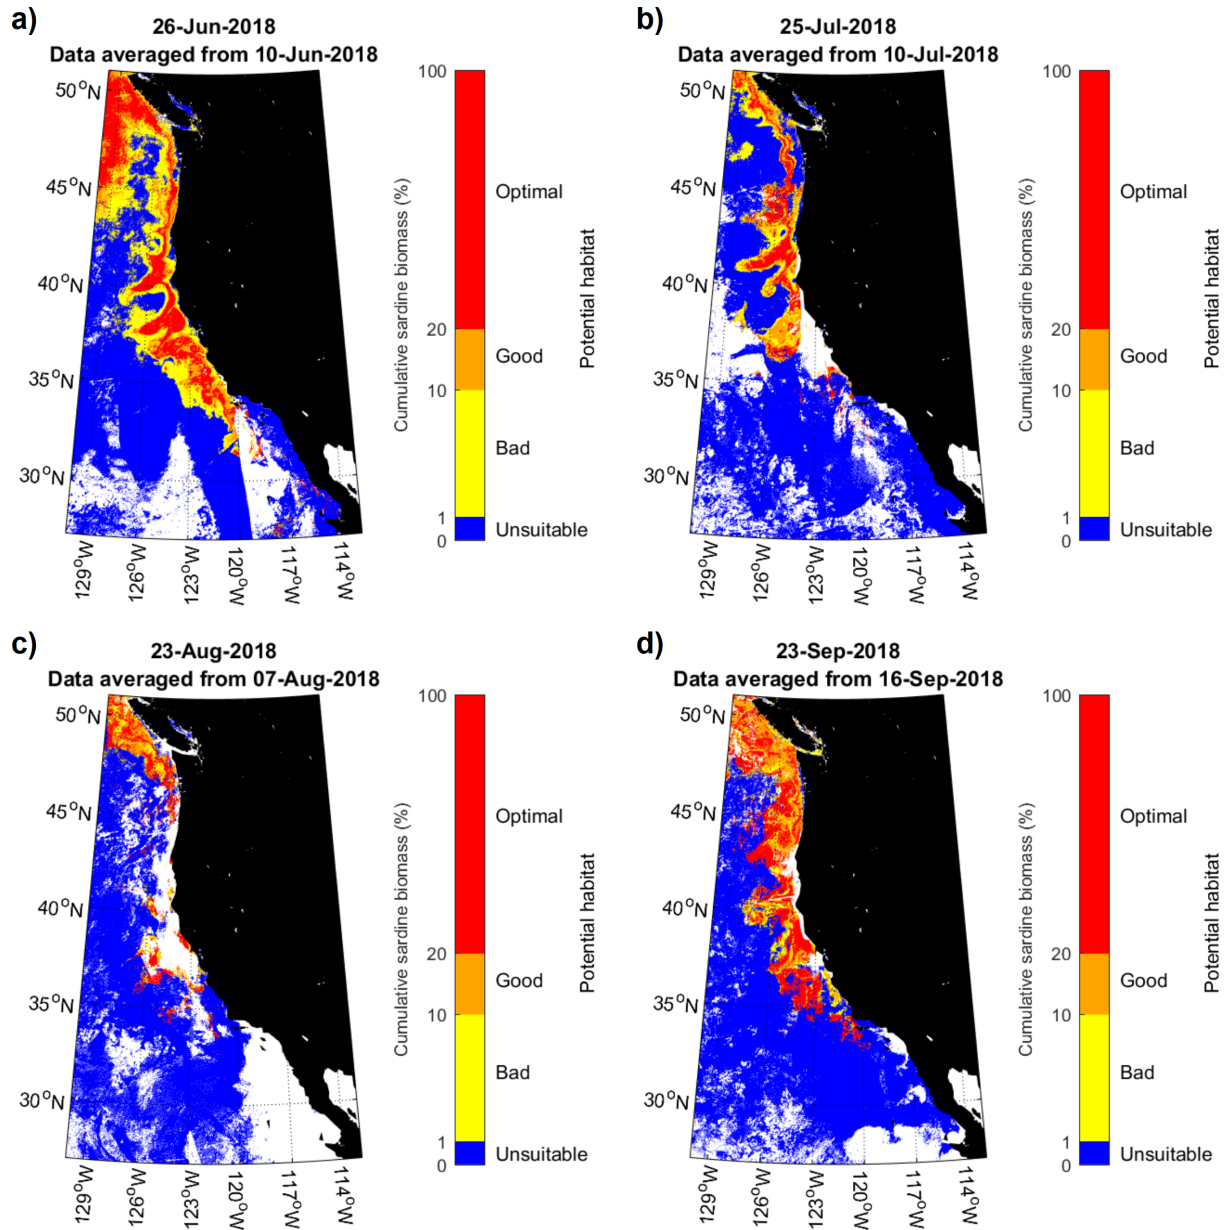 a)
26-Jun-2018
Data averaged from 10-Jun-2018
50°N
45°N
40°N
35°N
30°N
129°W
126°W
123°W
120°W
117°W
114°W
100
20
10
1
0
Cumulative sardine biomass (%)
Optimal
Good
Bad
Unsuitable
Potential habitat
b)
25-Jul-2018
Data averaged from 10-Jul-2018
50°N
45°N
40°N
35°N
30°N
129°W
126°W
123°W
120°W
117°W
114°W
100
20
10
1
0
Cumulative sardine biomass (%)
Optimal
Good
Bad
Unsuitable
Potential habitat
c)
23-Aug-2018
Data averaged from 07-Aug-2018
50°N
45°N
40°N
35°N
30°N
129°W
126°W
123°W
120°W
117°W
114°W
100
20
10
1
0
Cumulative sardine biomass (%)
Optimal
Good
Bad
Unsuitable
Potential habitat
d)
23-Sep-2018
Data averaged from 16-Sep-2018
50°N
45°N
40°N
35°N
30°N
129°W
126°W
123°W
120°W
117°W
114°W
100
20
10
1
0
Cumulative sardine biomass (%)
Optimal
Good
Bad
Unsuitable
Potential habitat